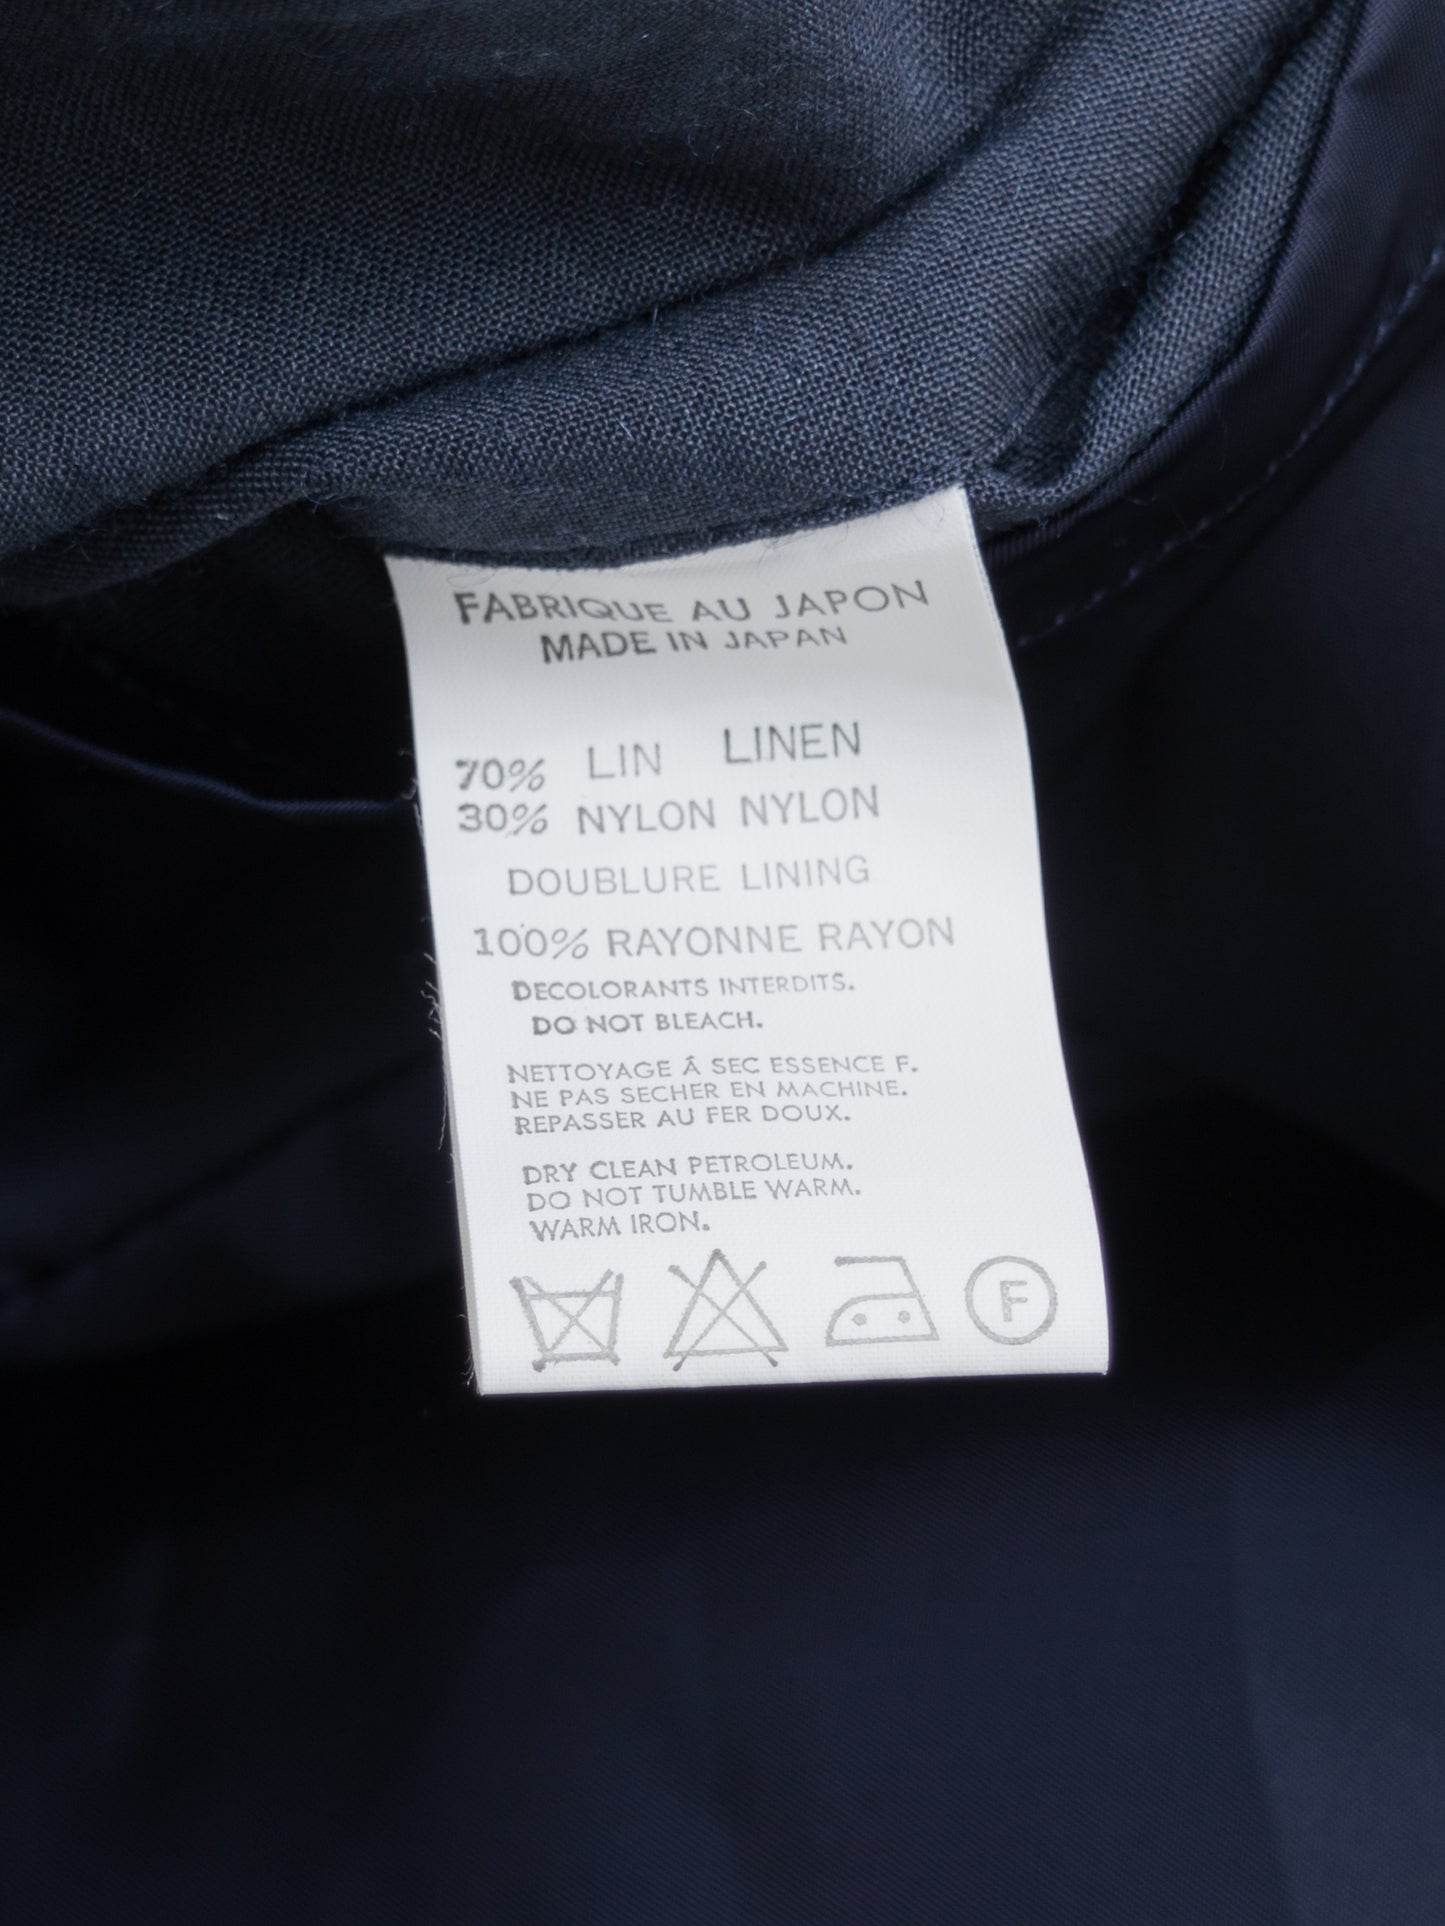 FABRIQUE AU JAPON
MADE IN JAPAN
70% LIN LINEN
30% NYLON NYLON
DOUBLURE LINING
100% RAYONNE RAYON
DECOLORANTS INTERDITS.
DO NOT BLEACH.
NETTOYAGE Â SEC ESSENCE F.
NE PAS SECHER EN MACHINE.
REPASSER AU FER DOUX.
DRY CLEAN PETROLEUM.
DO NOT TUMBLE WARM.
WARM IRON.
F